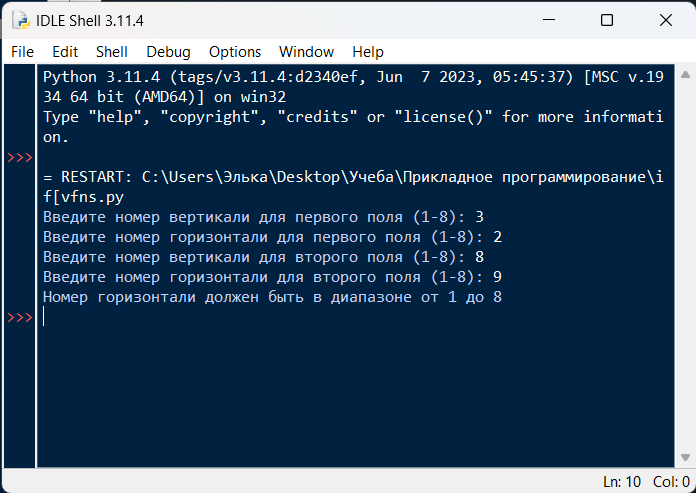 IDLE Shell 3.11.4
File Edit Shell Debug Options Window Help
Python 3.11.4 (tags/v3.11.4:d2340ef, Jun  7 2023, 05:45:37) [MSC v.19
34 64 bit (AMD64)] on win32
Type "help", "copyright", "credits" or "license()" for more informati
on.
>>>
= RESTART: C:\Users\Элька\Desktop\Учеба\Прикладное программирование\i
f[vfns.py
Введите номер вертикали для первого поля (1-8): 3
Введите номер горизонтали для первого поля (1-8): 2
Введите номер вертикали для второго поля (1-8): 8
Введите номер горизонтали для второго поля (1-8): 9
Номер горизонтали должен быть в диапазоне от 1 до 8
>>>
Ln: 10 Col: 0